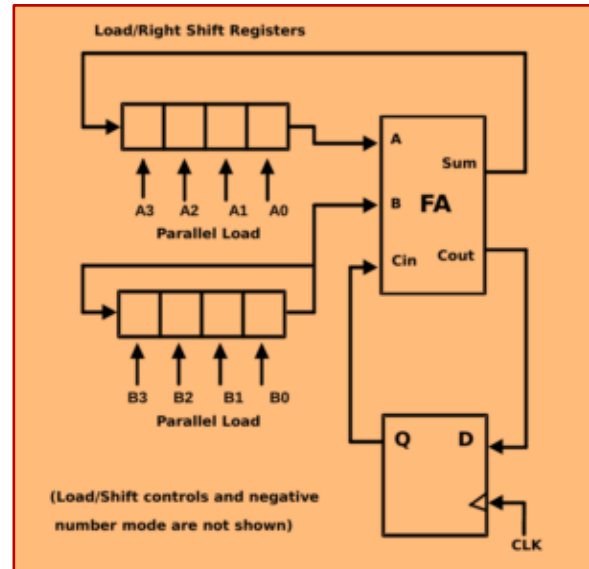 Load/Right Shift Registers
A
Sum
A3 A2 A1 A0
B
FA
Parallel Load
Cin
Cout
B3 B2 B1 B0
Parallel Load
Q D
(Load/Shift controls and negative
number mode are not shown)
CLK